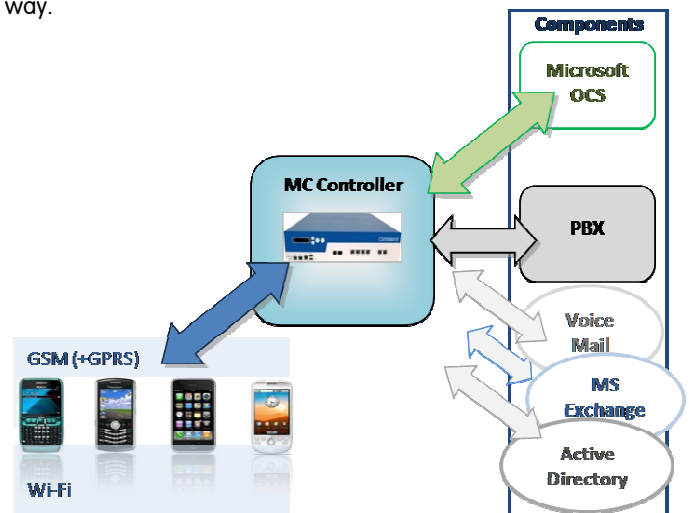 way.
Components
Microsoft
OCS
MC Controller
PBX
Voice
Mail
GSM (+GPRS)
MS
Exchange
Active
Directory
Wi-Fi